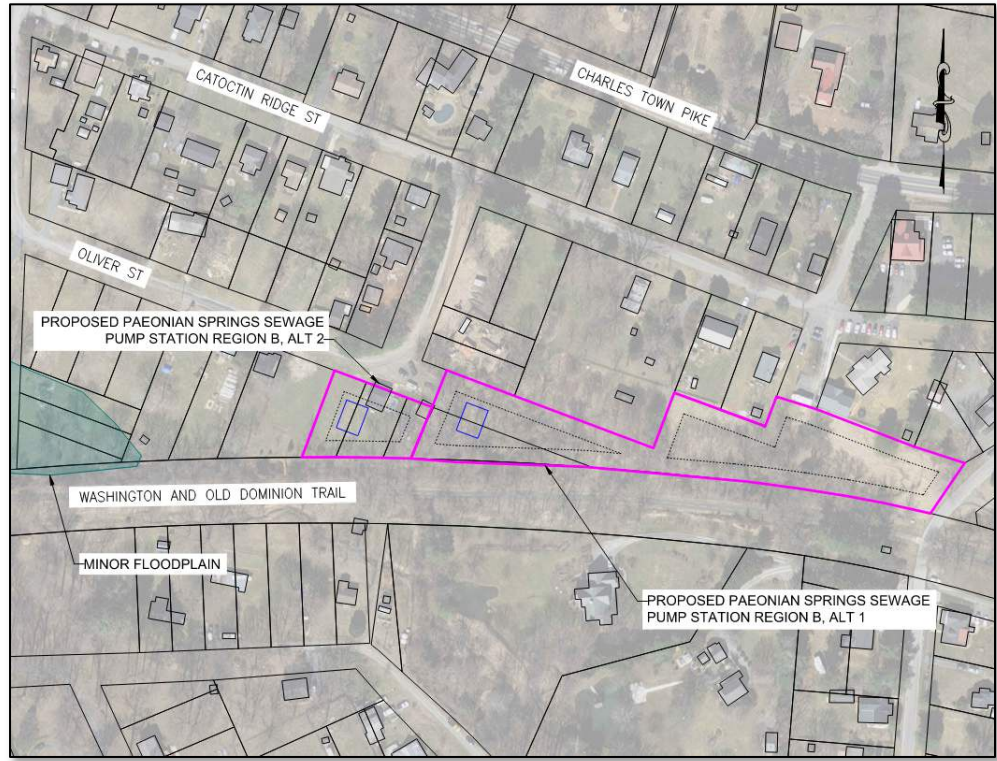 CHARLES TOWN PIKE
CATOCTIN RIDGE ST
OLIVER ST
PROPOSED PAEONIAN SPRINGS SEWAGE
PUMP STATION REGION B, ALT 2
WASHINGTON AND OLD DOMINION TRAIL
MINOR FLOODPLAIN
PROPOSED PAEONIAN SPRINGS SEWAGE
PUMP STATION REGION B, ALT 1